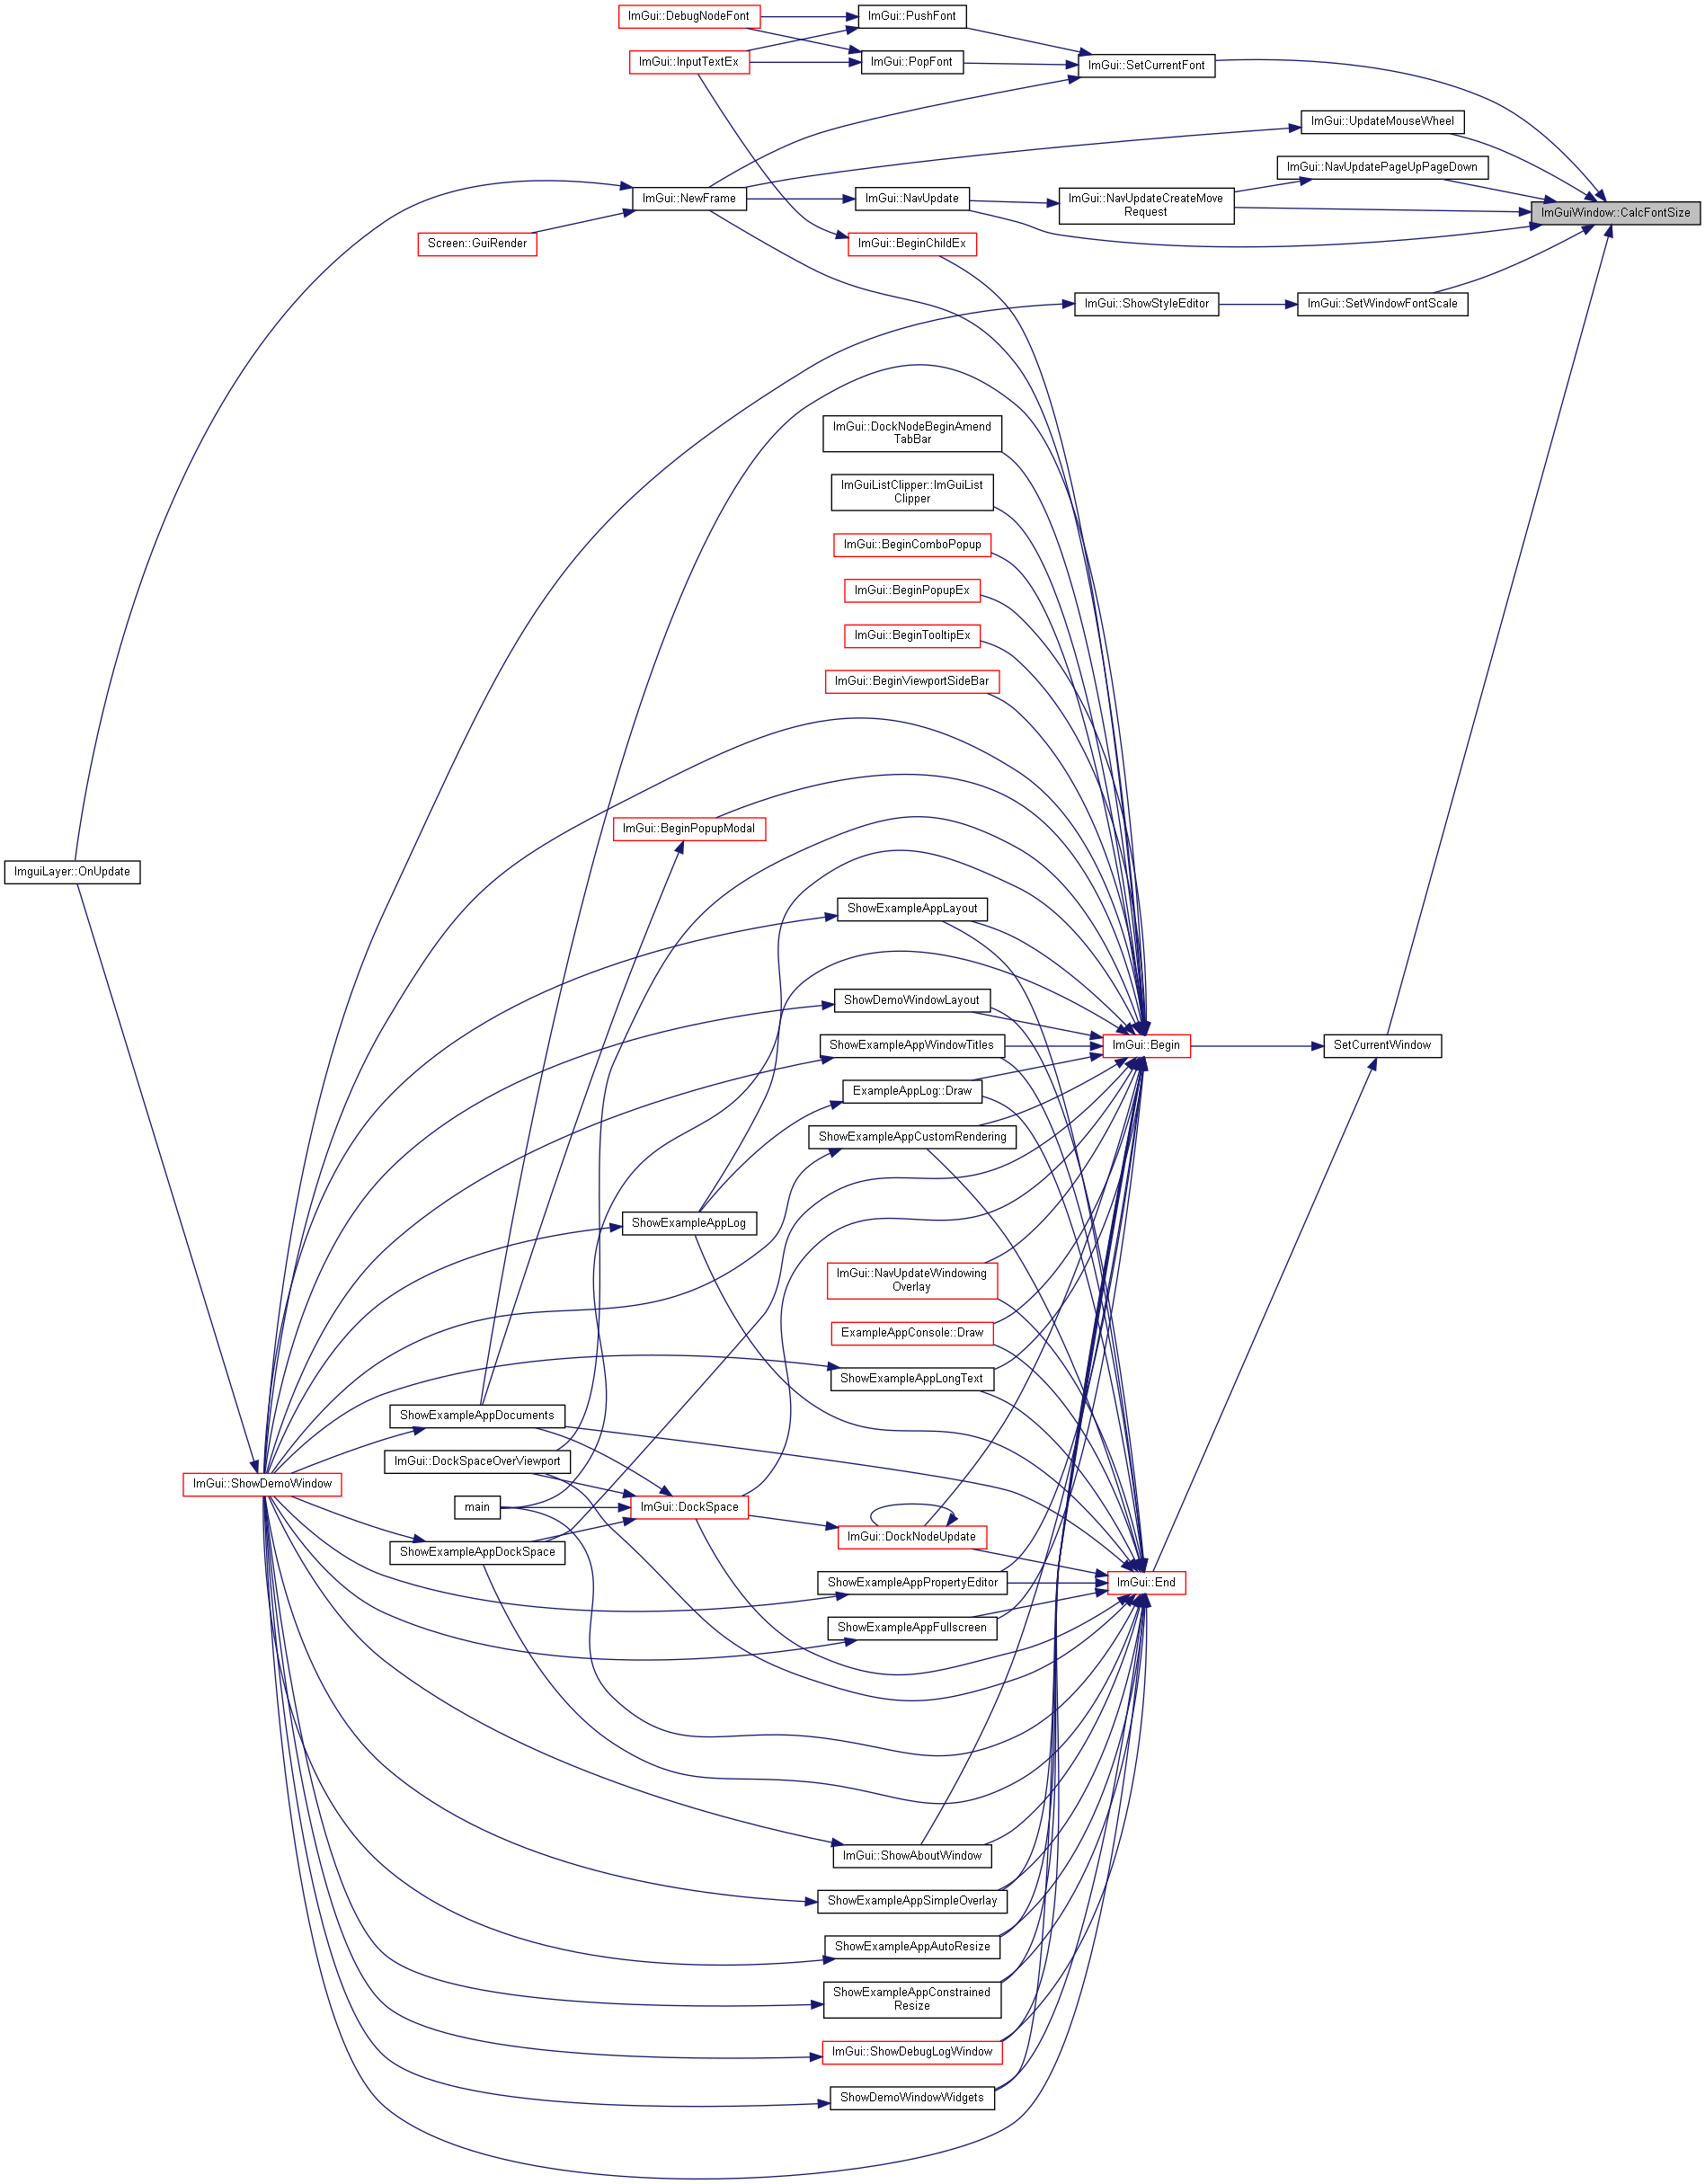 ImGui::DebugNodeFont
ImGui::PushFont
ImGui::InputTextEx
ImGui::PopFont
ImGui::SetCurrentFont
ImGui::UpdateMouseWheel
ImGui::NavUpdatePageUpPageDown
ImGui::NewFrame
ImGui::NavUpdate
ImGui::NavUpdateCreateMove
Request
ImGuiWindow::CalcFontSize
Screen::GuiRender
ImGui::BeginChildEx
ImGui::ShowStyleEditor
ImGui::SetWindowFontScale
ImGui::DockNodeBeginAmend
TabBar
ImGuiListClipper::ImGuiList
Clipper
ImGui::BeginComboPopup
ImGui::BeginPopupEx
ImGui::BeginTooltipEx
ImGui::BeginViewportSideBar
ImGui::BeginPopupModal
ImguiLayer::OnUpdate
ShowExampleAppLayout
ShowDemoWindowLayout
ShowExampleAppWindowTitles
ImGui::Begin
SetCurrentWindow
ExampleAppLog::Draw
ShowExampleAppCustomRendering
ShowExampleAppLog
ImGui::NavUpdateWindowing
Overlay
ExampleAppConsole::Draw
ShowExampleAppLongText
ShowExampleAppDocuments
ImGui::DockSpaceOverViewport
ImGui::ShowDemoWindow
main
ImGui::DockSpace
ImGui::DockNodeUpdate
ShowExampleAppDockSpace
ShowExampleAppPropertyEditor
ImGui::End
ShowExampleAppFullscreen
ImGui::ShowAboutWindow
ShowExampleAppSimpleOverlay
ShowExampleAppAutoResize
ShowExampleAppConstrained
Resize
ImGui::ShowDebugLogWindow
ShowDemoWindowWidgets